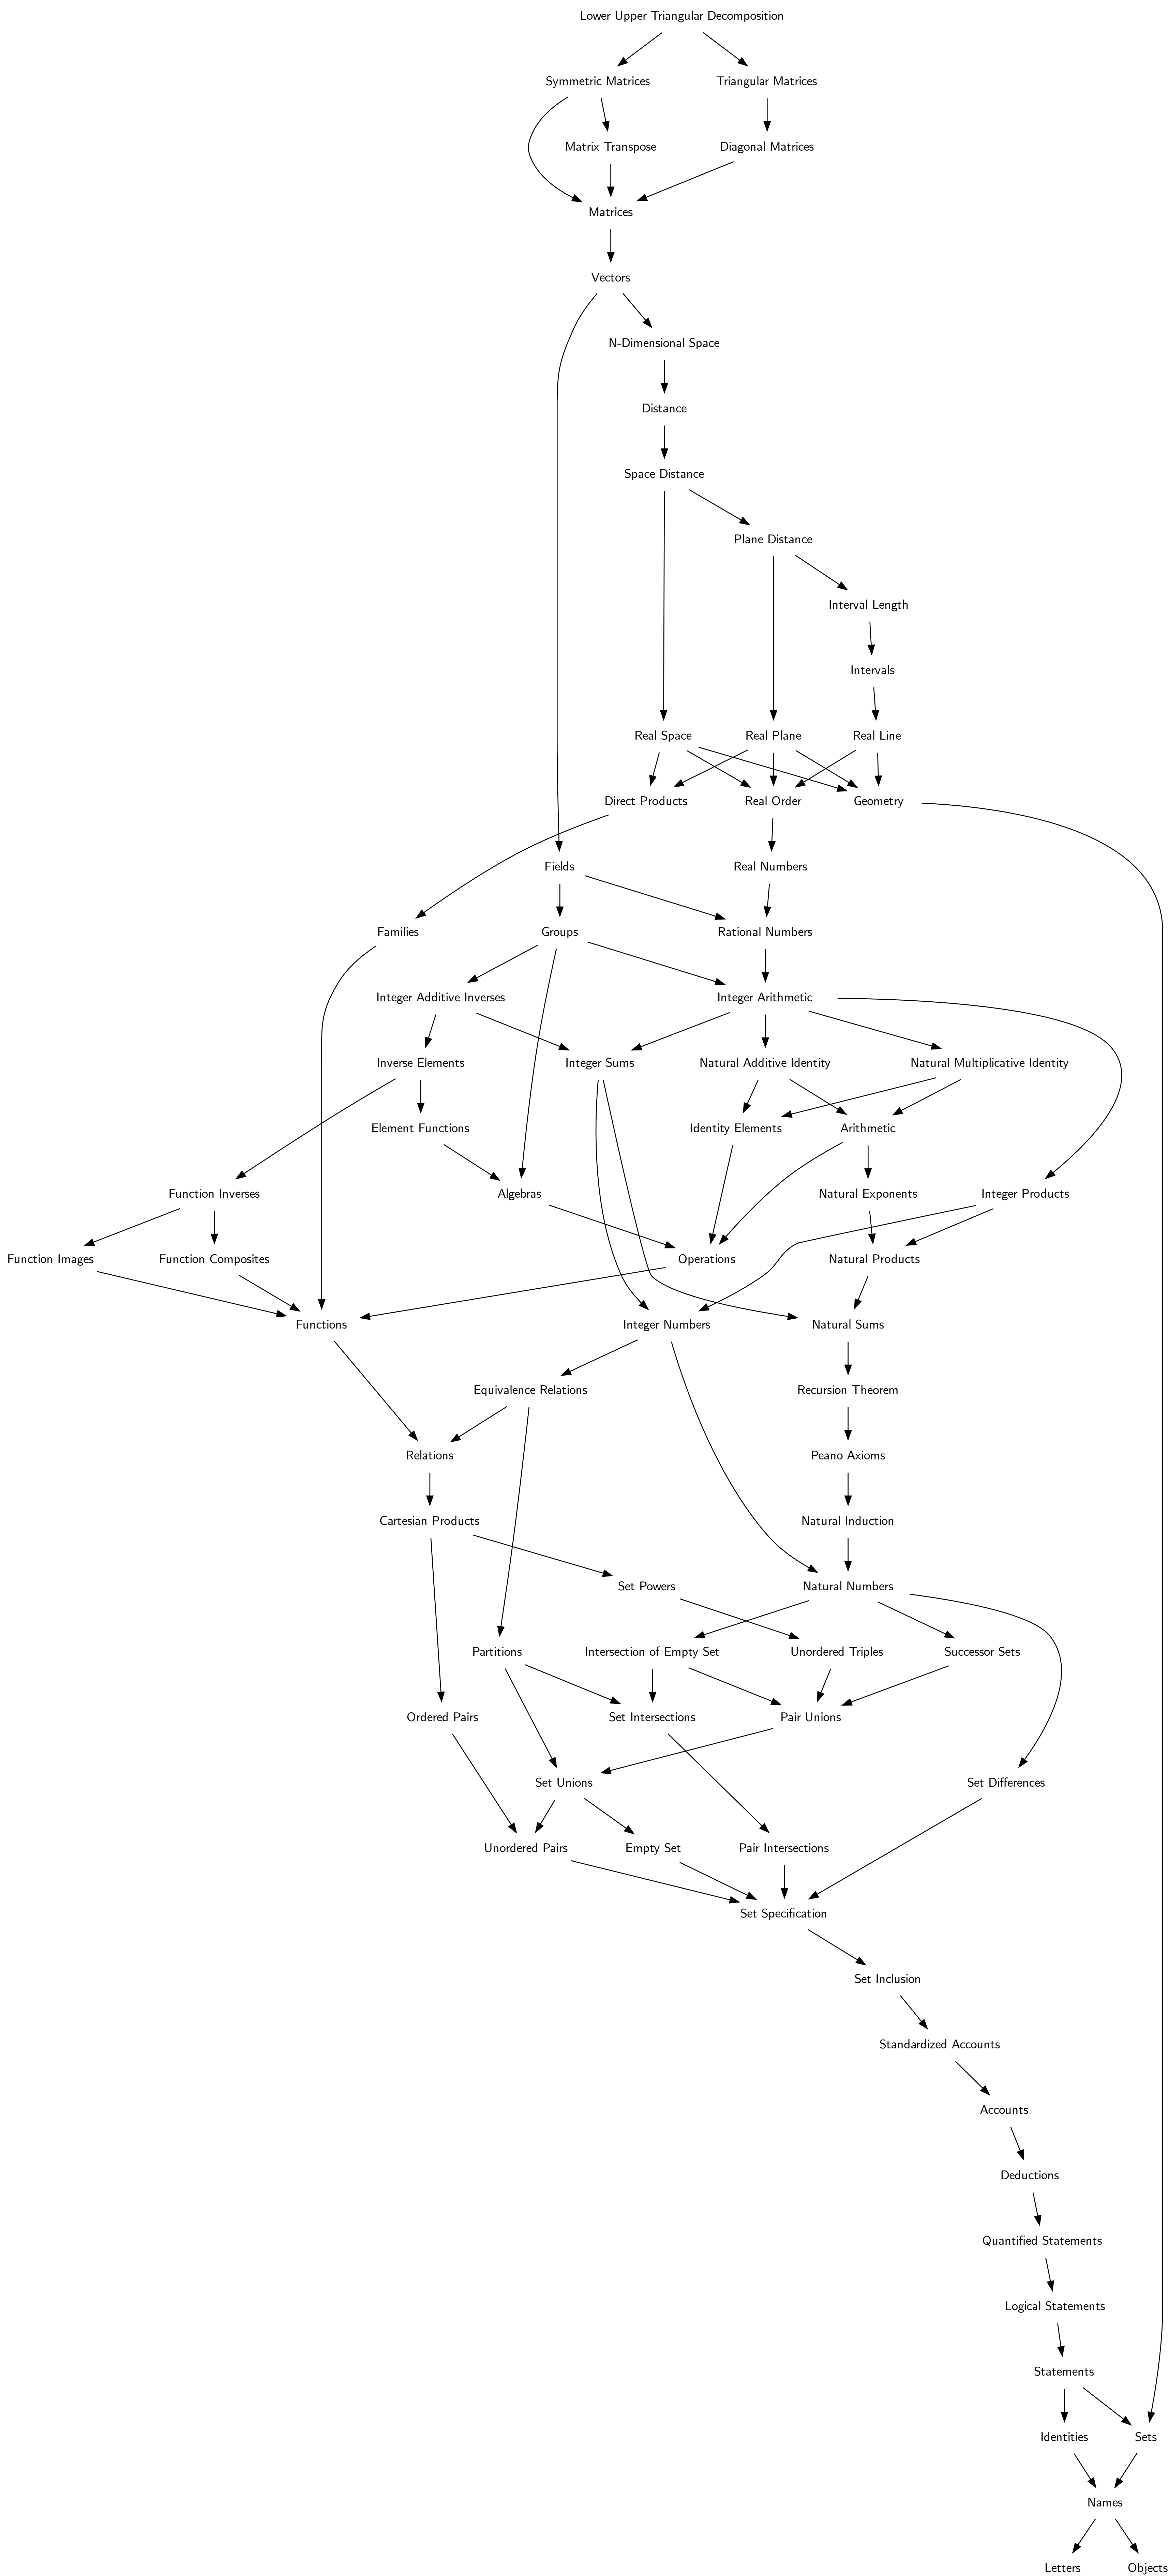 Lower Upper Triangular Decomposition
Symmetric Matrices
Triangular Matrices
Matrix Transpose
Diagonal Matrices
Matrices
Vectors
N-Dimensional Space
Distance
Space Distance
Plane Distance
Interval Length
Intervals
Real Space
Real Plane
Real Line
Direct Products
Real Order
Geometry
Fields
Real Numbers
Families
Groups
Rational Numbers
Integer Additive Inverses
Integer Arithmetic
Inverse Elements
Integer Sums
Natural Additive Identity
Natural Multiplicative Identity
Element Functions
Identity Elements
Arithmetic
Function Inverses
Algebras
Natural Exponents
Integer Products
Function Images
Function Composites
Operations
Natural Products
Functions
Integer Numbers
Natural Sums
Equivalence Relations
Recursion Theorem
Relations
Peano Axioms
Cartesian Products
Natural Induction
Set Powers
Natural Numbers
Partitions
Intersection of Empty Set
Unordered Triples
Successor Sets
Ordered Pairs
Set Intersections
Pair Unions
Set Unions
Set Differences
Unordered Pairs
Empty Set
Pair Intersections
Set Specification
Set Inclusion
Standardized Accounts
Accounts
Deductions
Quantified Statements
Logical Statements
Statements
Identities
Sets
Names
Letters
Objects